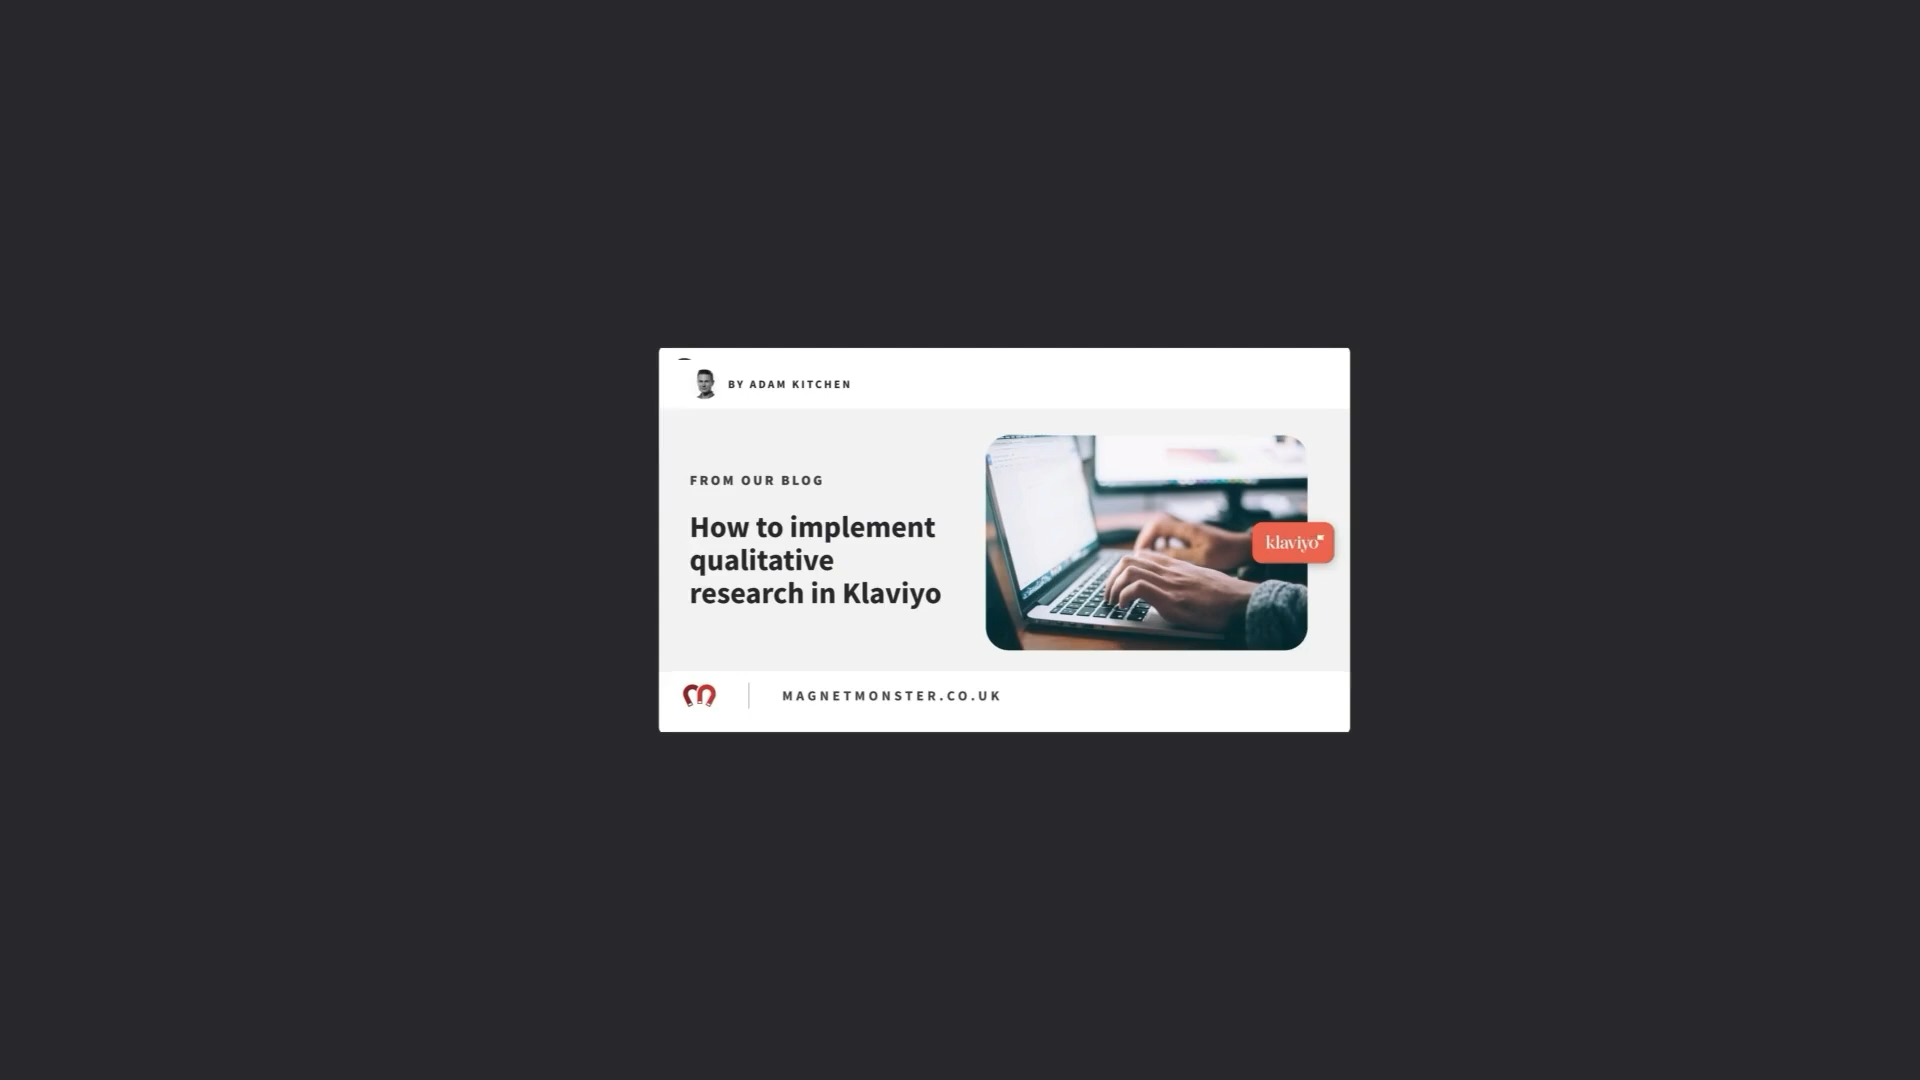 BY ADAM KITCHEN
FROM OUR BLOG
How to implement
qualitative
research in Klaviyo
klaviyo
MAGNETMONSTER.CO.UK